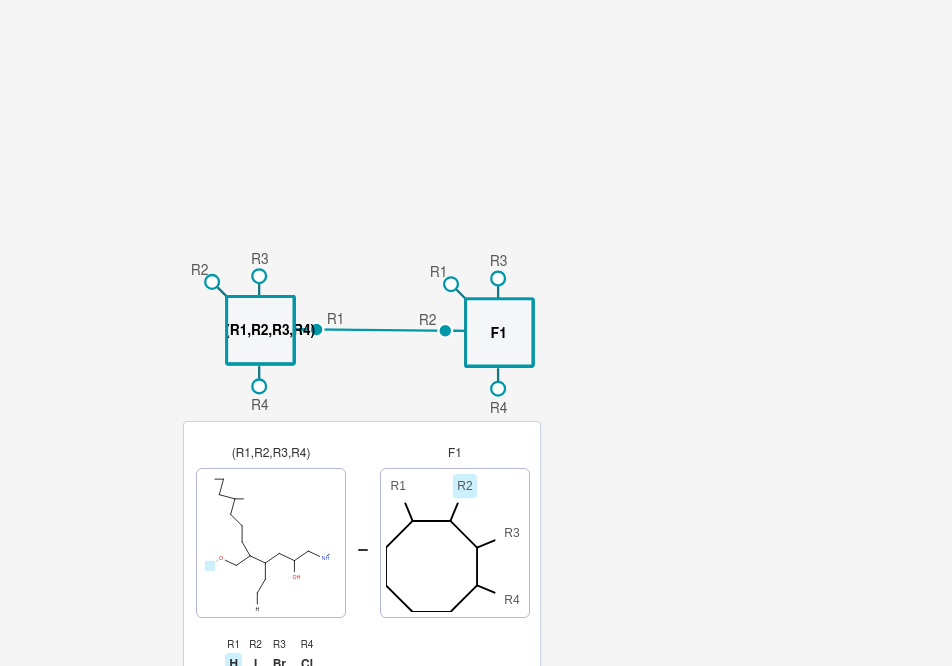 R3
R3
R2
R1
R1
R2
(R1,R2,R3,R4)
F1
R4
R4
(R1,R2,R3,R4)
F1
R1
R2
R3
R4
O
OH
H
R1
R2
R3
R4
H
I
Br
Cl